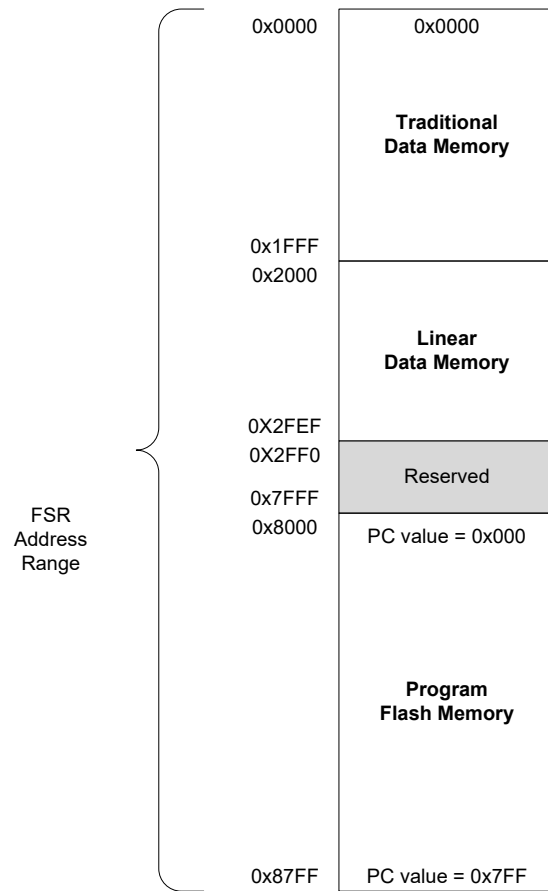 0x0000 0x0000
Traditional
Data Memory
0x1FFF
0x2000
Linear
Data Memory
0X2FEF
0X2FF0
Reserved
0x7FFF
0x8000
PC value = 0x000
FSR
Address
Range
Program
Flash Memory
0x87FF PC value = 0x7FF